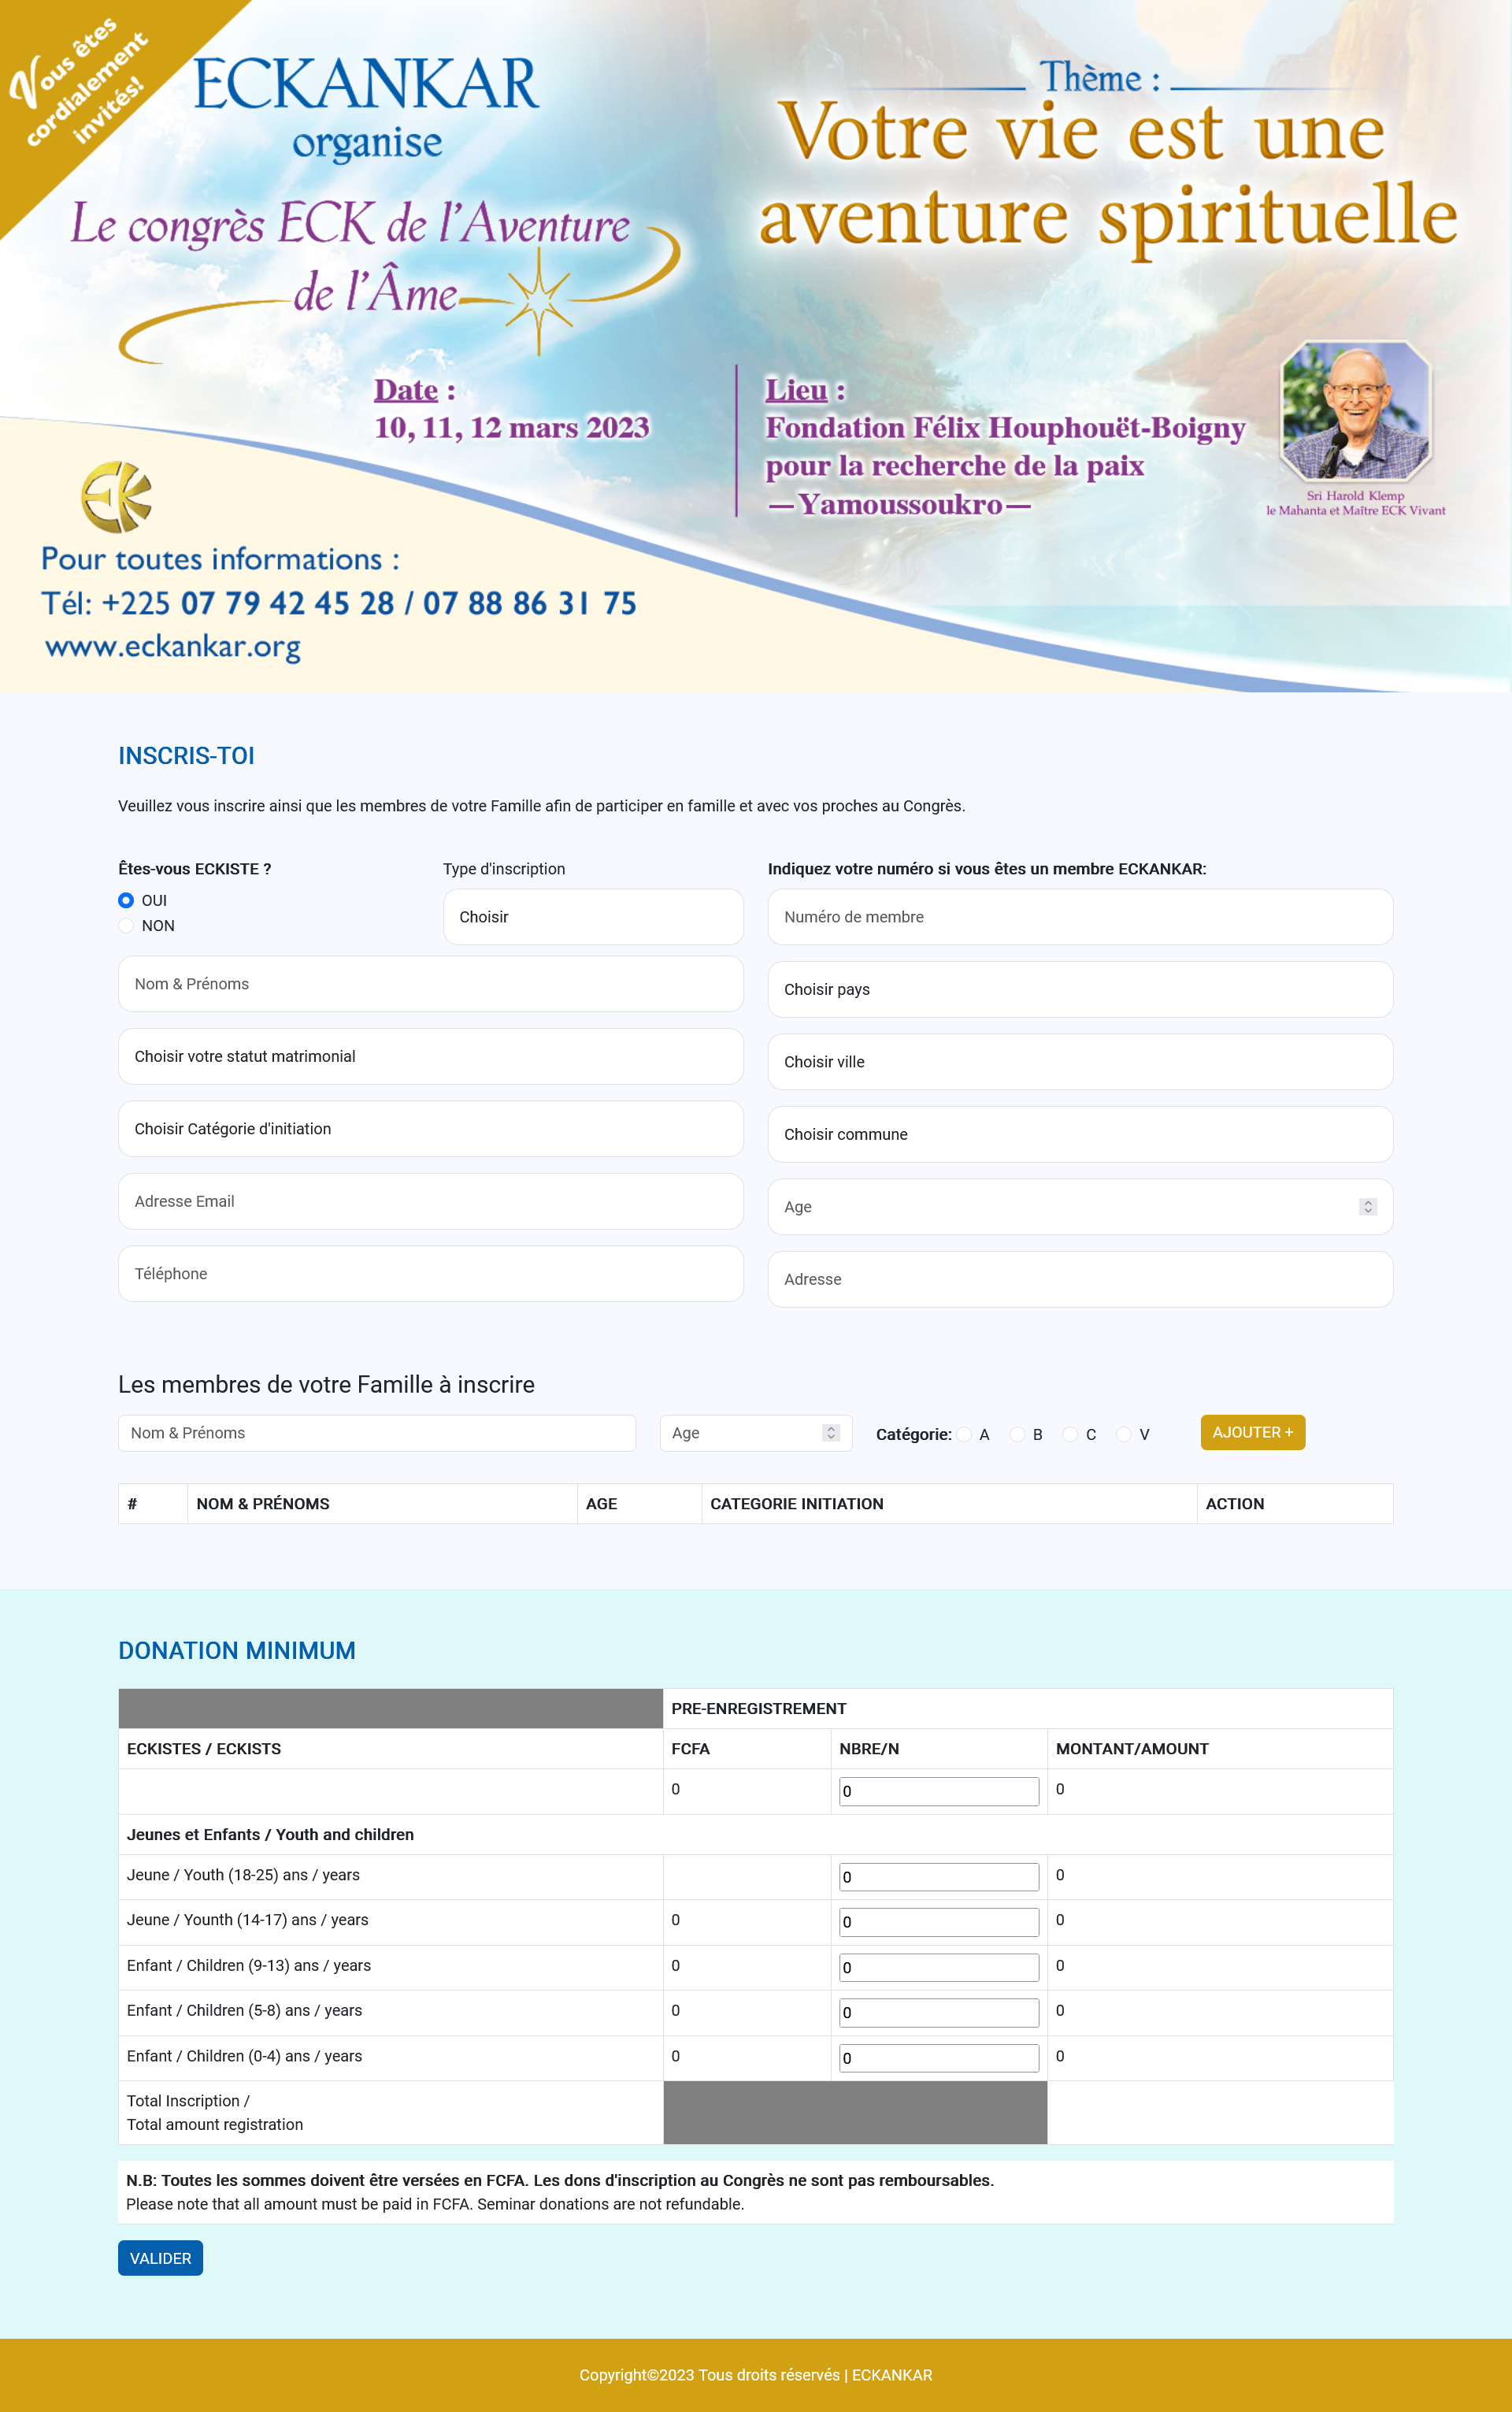 Vous êtes
cordialement
invités!
ECKANKAR
organise
Le congrès ECK de l'Aventure
de l'Âme
Thème :
Votre vie est une
aventure spirituelle
Date :
10, 11, 12 mars 2023
Lieu :
Fondation Félix Houphouët-Boigny
pour la recherche de la paix
—Yamoussoukro—
Sri Harold Klemp
le Mahanta et Maître ECK Vivant
EK
Pour toutes informations :
Tél: +225 07 79 42 45 28 / 07 88 86 31 75
www.eckankar.org
INSCRIS-TOI
Veuillez vous inscrire ainsi que les membres de votre Famille afin de participer en famille et avec vos proches au Congrès.
Êtes-vous ECKISTE ?
OUI
NON
Type d'inscription
Choisir
Indiquez votre numéro si vous êtes un membre ECKANKAR:
Numéro de membre
Nom & Prénoms
Choisir pays
Choisir votre statut matrimonial
Choisir ville
Choisir Catégorie d'initiation
Choisir commune
Adresse Email
Age
Téléphone
Adresse
Les membres de votre Famille à inscrire
Nom & Prénoms Age Catégorie: A B C V AJOUTER +
# NOM & PRÉNOMS AGE CATEGORIE INITIATION ACTION
DONATION MINIMUM
PRE-ENREGISTREMENT
ECKISTES / ECKISTS FCFA NBRE/N MONTANT/AMOUNT
0 0 0
Jeunes et Enfants / Youth and children
Jeune / Youth (18-25) ans / years 0 0
Jeune / Younth (14-17) ans / years 0 0 0
Enfant / Children (9-13) ans / years 0 0 0
Enfant / Children (5-8) ans / years 0 0 0
Enfant / Children (0-4) ans / years 0 0 0
Total Inscription /
Total amount registration
N.B: Toutes les sommes doivent être versées en FCFA. Les dons d'inscription au Congrès ne sont pas remboursables.
Please note that all amount must be paid in FCFA. Seminar donations are not refundable.
VALIDER
Copyright©2023 Tous droits réservés | ECKANKAR